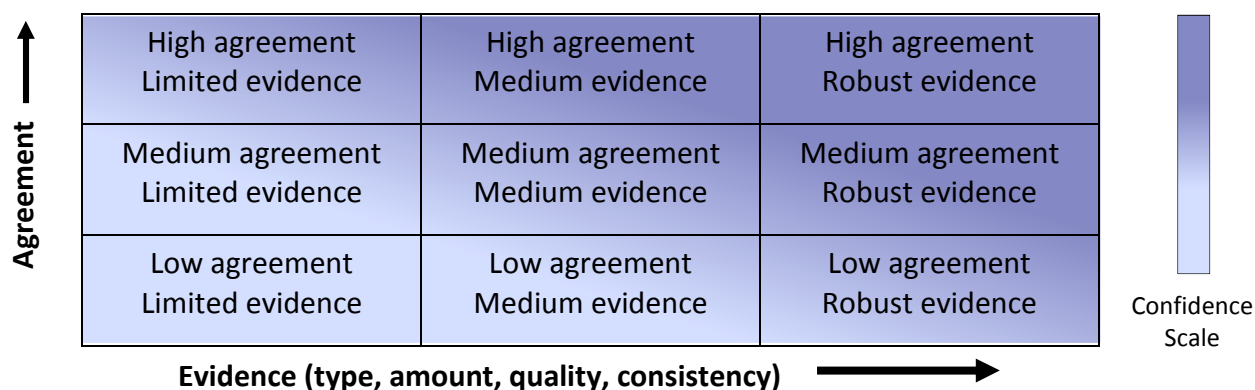 Agreement
High agreement
Limited evidence
High agreement
Medium evidence
High agreement
Robust evidence
Medium agreement
Limited evidence
Medium agreement
Medium evidence
Medium agreement
Robust evidence
Low agreement
Limited evidence
Low agreement
Medium evidence
Low agreement
Robust evidence
Confidence
Scale
Evidence (type, amount, quality, consistency)